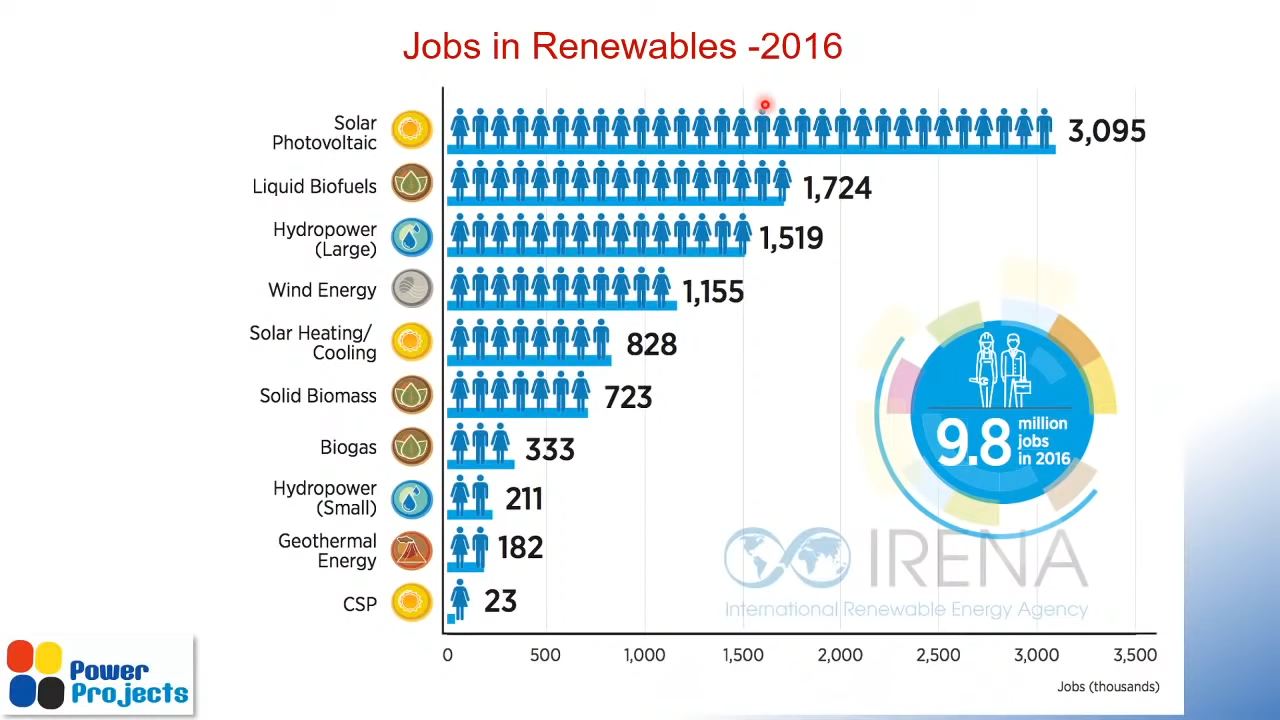 Jobs in Renewables -2016
Solar
Photovoltaic
3,095
Liquid Biofuels
1,724
Hydropower
(Large)
1,519
Wind Energy
1,155
Solar Heating/
Cooling
828
Solid Biomass
723
Biogas
333
Hydropower
(Small)
211
Geothermal
Energy
182
CSP
23
9.8
million
jobs
in 2016
IRENA
International Renewable Energy Agency
0 500 1,000 1,500 2,000 2,500 3,000 3,500
Jobs (thousands)
Power
Projects